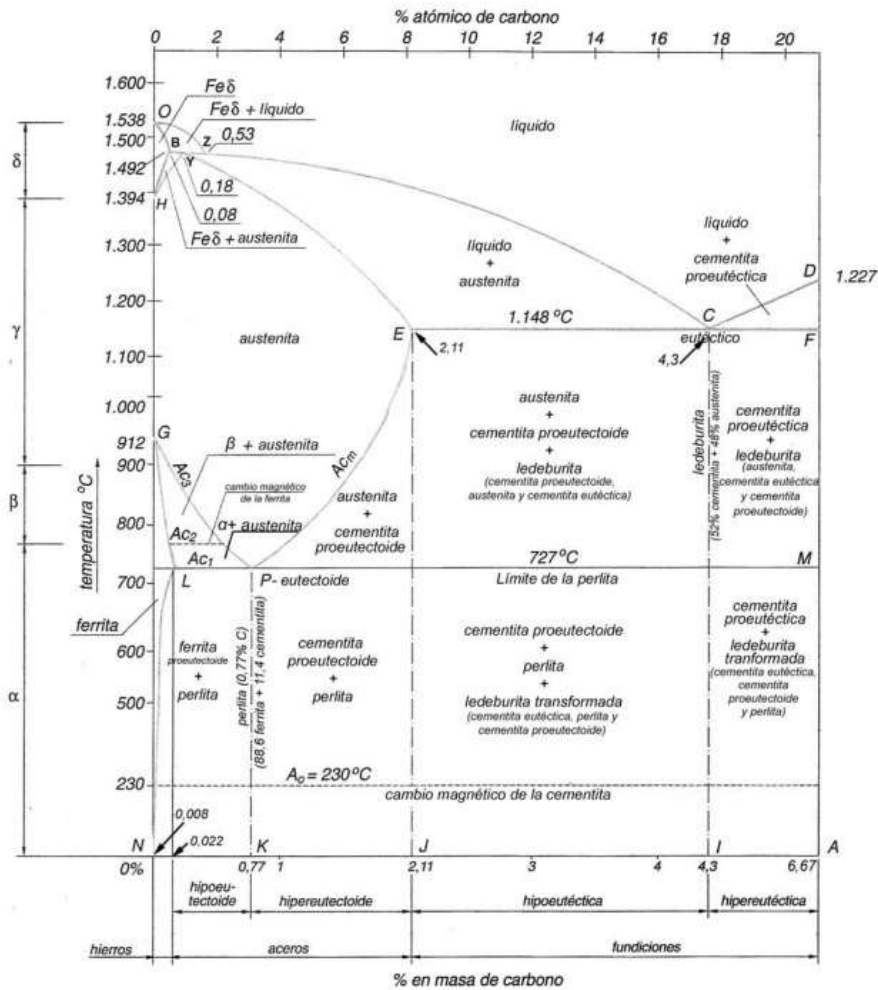 % atómico de carbono
0 2 4 6 8 10 12 14 16 18 20
1.600
Feδ
O
1.538
Feδ + líquido
líquido
1.500
B
Z
0,53
δ
Y
1.492
0,18
1.394
H
0,08
Feδ + austenita
líquido
+
cementita
proeutéctica
1.300
líquido
+
austenita
D
1.227
1.200
1.148 ºC
C
γ
E
eutéctico
F
austenita
1.100
2,11
4,3
1.000
austenita
+
cementita proeutectoide
+
ledeburita
(cementita proeutectoide,
austenita y cementita eutéctica)
ledeburita
(52% cementita + 48% austenita)
cementita
proeutéctica
+
ledeburita
(austenita,
cementita eutéctica
y cementita
proeutectoide)
G
912
β + austenita
900
Ac3
Acm
cambio magnético
de la ferrita
austenita
+
cementita
proeutectoide
β
temperatura ºC
800
Ac2
α+ austenita
Ac1
727ºC
M
L
P- eutectoide
Límite de la perlita
700
ferrita
ferrita
proeutectoide
+
perlita
perlita (0,77% C)
(88,6 ferrita + 11,4 cementita)
cementita
proeutectoide
+
perlita
cementita proeutectoide
+
perlita
+
ledeburita transformada
(cementita eutéctica, perlita y
cementita proeutectoide)
cementita
proeutéctica
+
ledeburita
tranformada
(cementita eutéctica,
cementita
proeutectoide
y perlita)
600
α
500
A₀ = 230ºC
230
cambio magnético de la cementita
0,008
N
0,022
K
J
I
A
0% 0,77 1 2,11 3 4 4,3 6,67
hipoeu-
tectoide
hipereutectoide
hipoeutéctica
hipereutéctica
hierros
aceros
fundiciones
% en masa de carbono